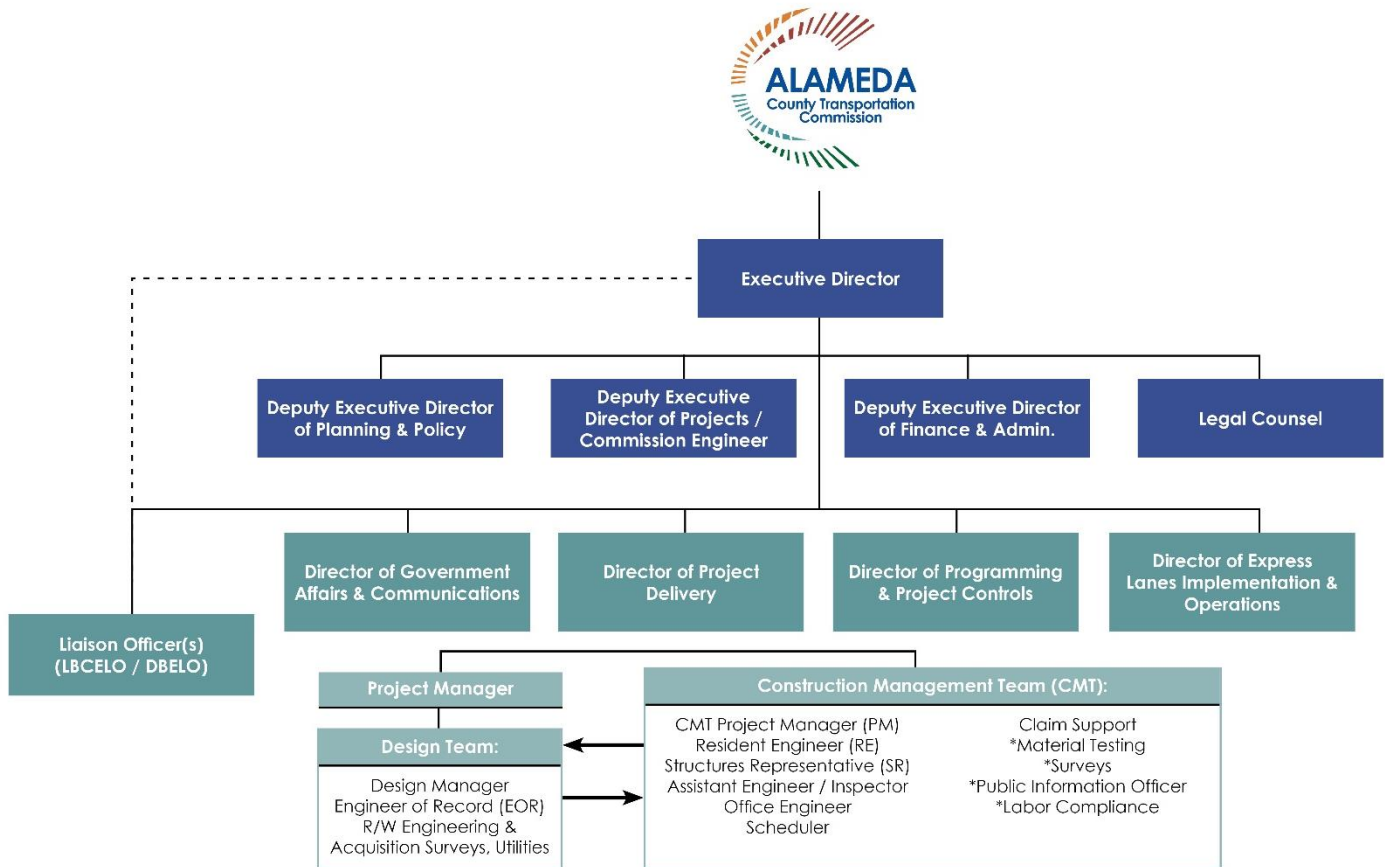 ALAMEDA
County Transportation
Commission
Executive Director
Deputy Executive Director
of Planning & Policy
Deputy Executive
Director of Projects /
Commission Engineer
Deputy Executive Director
of Finance & Admin.
Legal Counsel
Liaison Officer(s)
(LBCELO / DBELO)
Director of Government
Affairs & Communications
Director of Project
Delivery
Director of Programming
& Project Controls
Director of Express
Lanes Implementation &
Operations
Project Manager
Design Team:
Design Manager
Engineer of Record (EOR)
R/W Engineering &
Acquisition Surveys, Utilities
Construction Management Team (CMT):
CMT Project Manager (PM)
Resident Engineer (RE)
Structures Representative (SR)
Assistant Engineer / Inspector
Office Engineer
Scheduler
Claim Support
*Material Testing
*Surveys
*Public Information Officer
*Labor Compliance